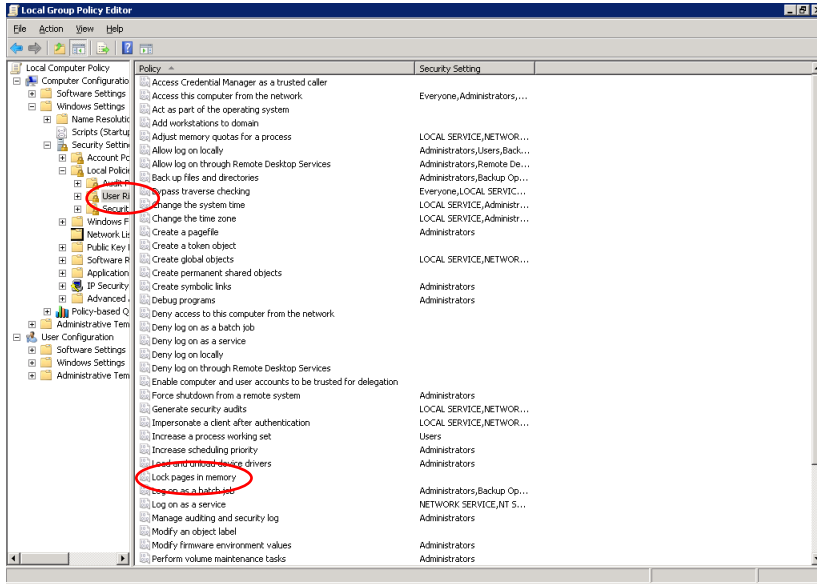 Local Group Policy Editor
File Action View Help
Local Computer Policy
Computer Configuratio
Software Settings
Windows Settings
Name Resolutic
Scripts (Startup
Security Settin
Account Po
Local Policie
Audit P
User Ri
Securit
Windows F
Network Lis
Public Key I
Software R
Application
IP Security
Advanced
Policy-based Q
Administrative Tem
User Configuration
Software Settings
Windows Settings
Administrative Tem
Policy Security Setting
Access Credential Manager as a trusted caller
Access this computer from the network Everyone,Administrators,...
Act as part of the operating system
Add workstations to domain
Adjust memory quotas for a process LOCAL SERVICE,NETWOR...
Allow log on locally Administrators,Users,Back...
Allow log on through Remote Desktop Services Administrators,Remote De...
Back up files and directories Administrators,Backup Op...
Bypass traverse checking Everyone,LOCAL SERVIC...
Change the system time LOCAL SERVICE,Administr...
Change the time zone LOCAL SERVICE,Administr...
Create a pagefile Administrators
Create a token object
Create global objects LOCAL SERVICE,NETWOR...
Create permanent shared objects
Create symbolic links Administrators
Debug programs Administrators
Deny access to this computer from the network
Deny log on as a batch job
Deny log on as a service
Deny log on locally
Deny log on through Remote Desktop Services
Enable computer and user accounts to be trusted for delegation
Force shutdown from a remote system Administrators
Generate security audits LOCAL SERVICE,NETWOR...
Impersonate a client after authentication LOCAL SERVICE,NETWOR...
Increase a process working set Users
Increase scheduling priority Administrators
Load and unload device drivers Administrators
Lock pages in memory
Log on as a batch job Administrators,Backup Op...
Log on as a service NETWORK SERVICE,NT S...
Manage auditing and security log Administrators
Modify an object label
Modify firmware environment values Administrators
Perform volume maintenance tasks Administrators